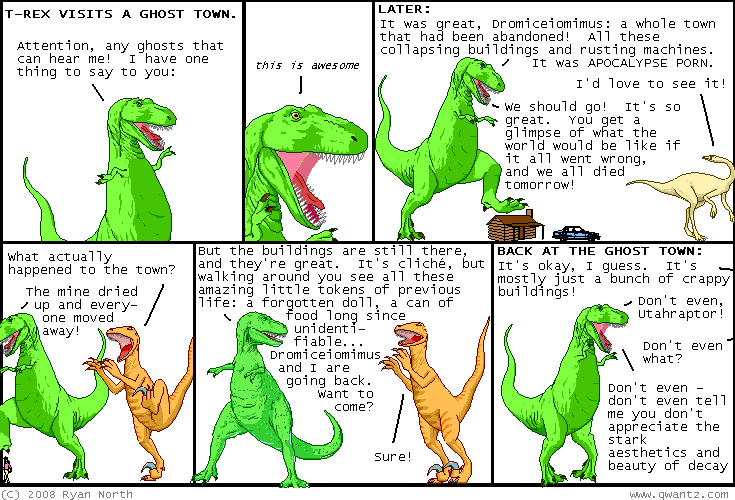 T-REX VISITS A GHOST TOWN.
Attention, any ghosts that
can hear me!  I have one
thing to say to you:
this is awesome
LATER:
It was great, Dromiceiomimus: a whole town
that had been abandoned!  All these
collapsing buildings and rusting machines.
It was APOCALYPSE PORN.
I'd love to see it!
We should go!  It's so
great.  You get a
glimpse of what the
world would be like if
it all went wrong,
and we all died
tomorrow!
What actually
happened to the town?
The mine dried
up and every-
one moved
away!
But the buildings are still there,
and they're great.  It's cliché, but
walking around you see all these
amazing little tokens of previous
life: a forgotten doll, a can of
food long since
unidenti-
fiable...
Dromiceiomimus
and I are
going back.
Want to
come?
Sure!
BACK AT THE GHOST TOWN:
It's okay, I guess.  It's
mostly just a bunch of crappy
buildings!
Don't even,
Utahraptor!
Don't even
what?
Don't even –
don't even tell
me you don't
appreciate the
stark
aesthetics and
beauty of decay
(C) 2008 Ryan North
www.qwantz.com